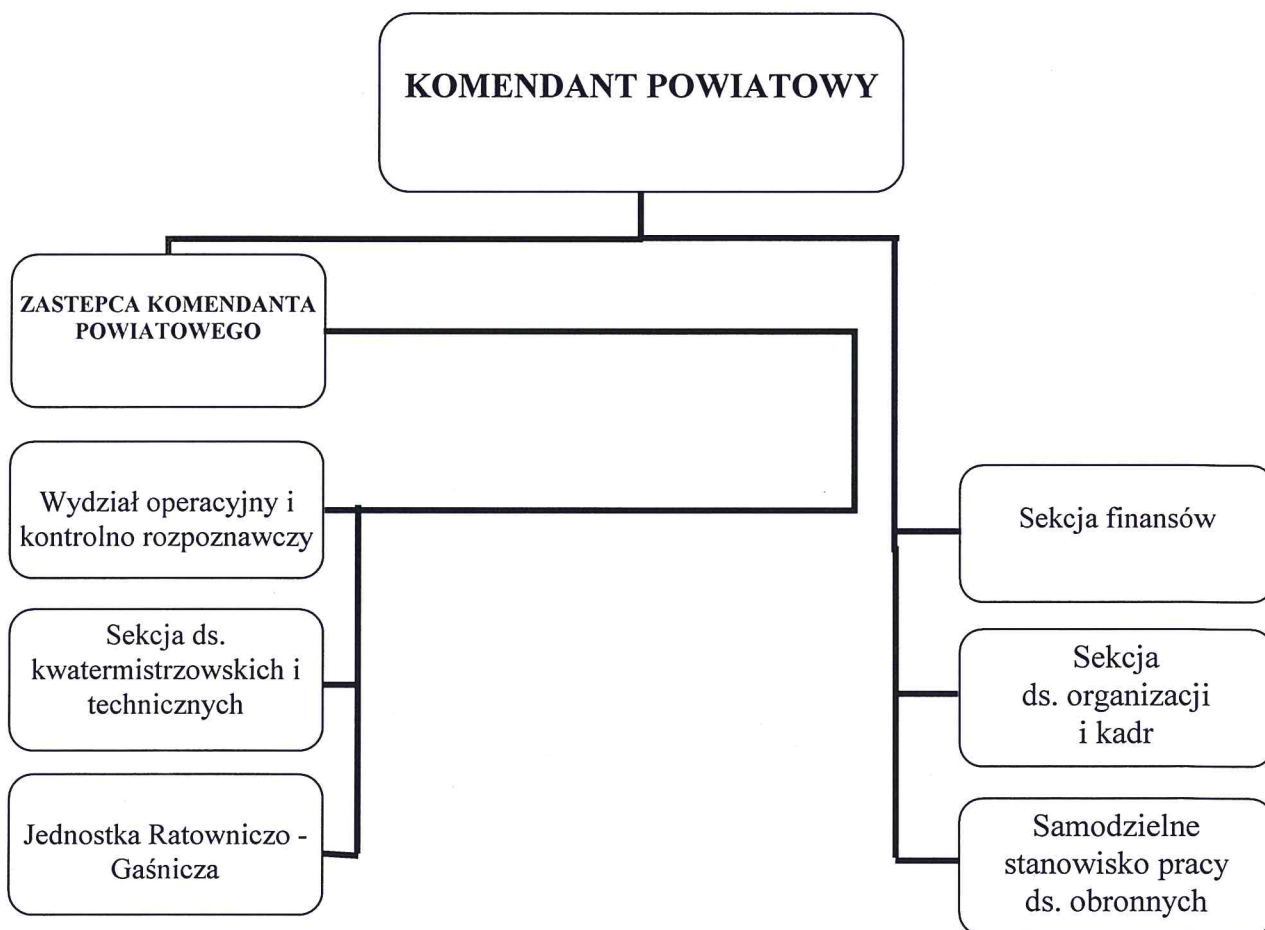 KOMENDANT POWIATOWY
ZASTEPCA KOMENDANTA
POWIATOWEGO
Wydział operacyjny i
kontrolno rozpoznawczy
Sekcja ds.
kwatermistrzowskich i
technicznych
Jednostka Ratowniczo -
Gaśnicza
Sekcja finansów
Sekcja
ds. organizacji
i kadr
Samodzielne
stanowisko pracy
ds. obronnych